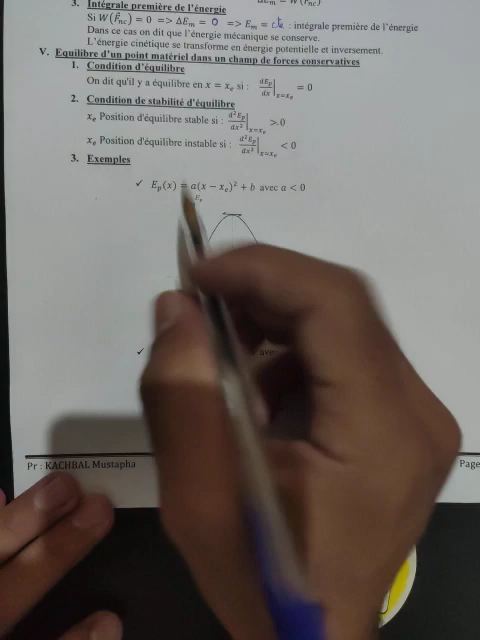 3. Intégrale première de l'énergie
Si W(F⃗nc) = 0 => ΔEm = 0 => Em = cte : intégrale première de l'énergie
Dans ce cas on dit que l'énergie mécanique se conserve.
L'énergie cinétique se transforme en énergie potentielle et inversement.
V. Equilibre d'un point matériel dans un champ de forces conservatives
1. Condition d'équilibre
On dit qu'il y a équilibre en x = xe si : dEp/dx|x=xe = 0
2. Condition de stabilité d'équilibre
xe Position d'équilibre stable si : d²Ep/dx²|x=xe > 0
xe Position d'équilibre instable si : d²Ep/dx²|x=xe < 0
3. Exemples
✓ Ep(x) = a(x − xe)² + b avec a < 0
Ep
✓
Pr : KACHBAL Mustapha
Page